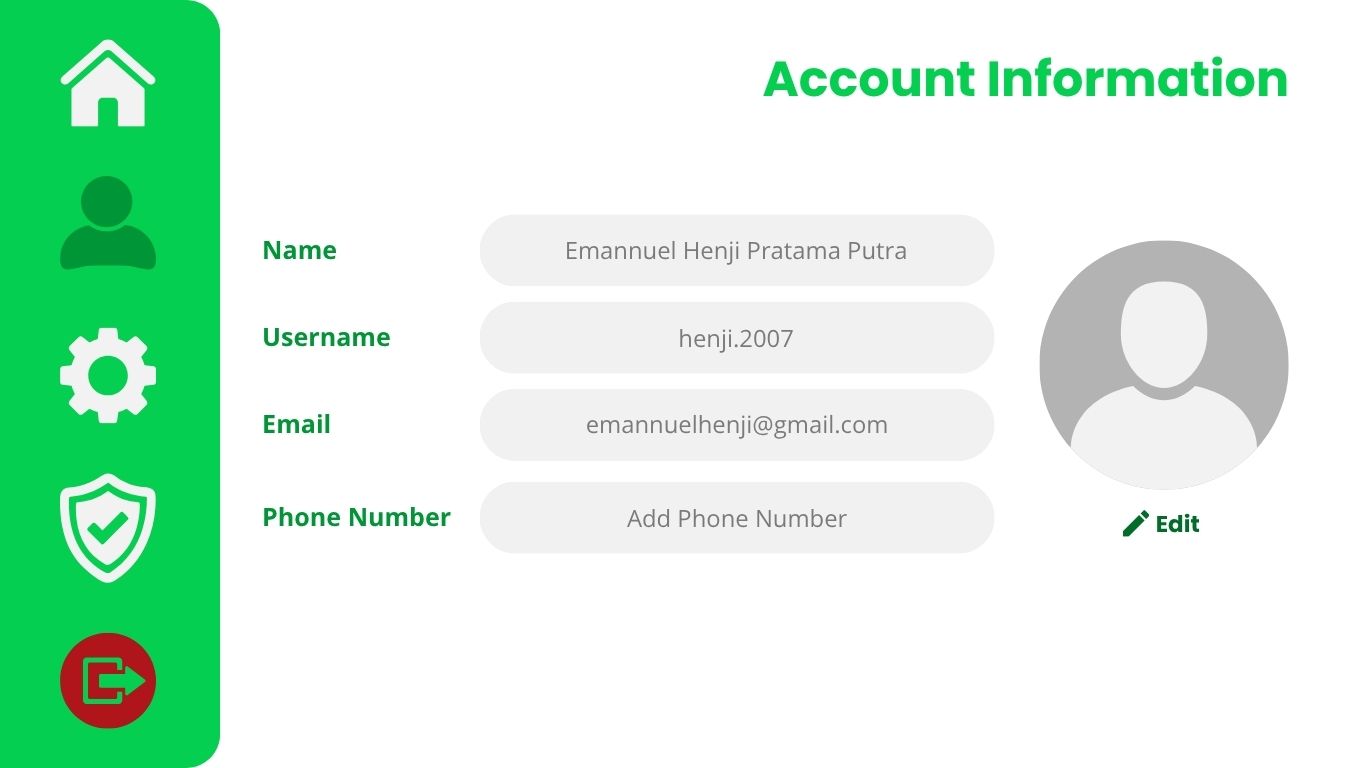 Account Information
Name
Emannuel Henji Pratama Putra
Username
henji.2007
Email
emannuelhenji@gmail.com
Phone Number
Add Phone Number
Edit